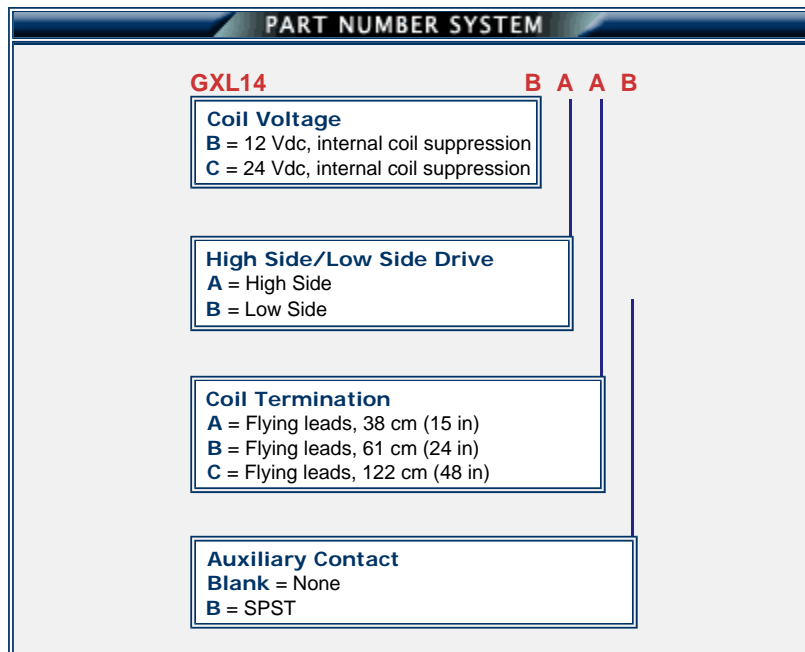 PART NUMBER SYSTEM
GXL14 B A A B
Coil Voltage
B = 12 Vdc, internal coil suppression
C = 24 Vdc, internal coil suppression
High Side/Low Side Drive
A = High Side
B = Low Side
Coil Termination
A = Flying leads, 38 cm (15 in)
B = Flying leads, 61 cm (24 in)
C = Flying leads, 122 cm (48 in)
Auxiliary Contact
Blank = None
B = SPST